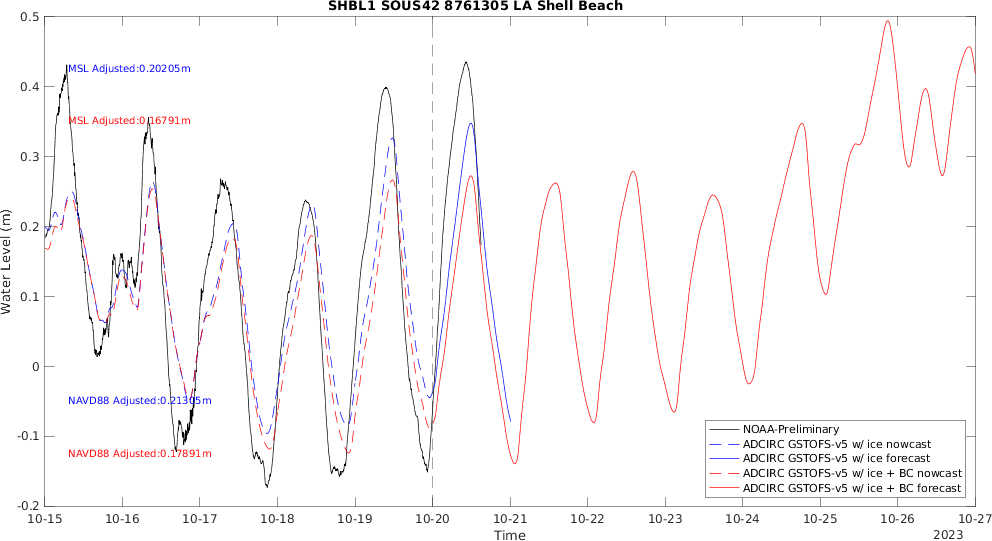 SHBL1 SOUS42 8761305 LA Shell Beach
0.5
0.4
0.3
0.2
0.1
0
-0.1
-0.2
Water Level (m)
MSL Adjusted:0.20205m
MSL Adjusted:0.16791m
NAVD88 Adjusted:0.21305m
NAVD88 Adjusted:0.17891m
NOAA-Preliminary
ADCIRC GSTOFS-v5 w/ ice nowcast
ADCIRC GSTOFS-v5 w/ ice forecast
ADCIRC GSTOFS-v5 w/ ice + BC nowcast
ADCIRC GSTOFS-v5 w/ ice + BC forecast
10-15 10-16 10-17 10-18 10-19 10-20 10-21 10-22 10-23 10-24 10-25 10-26 10-27
Time
2023